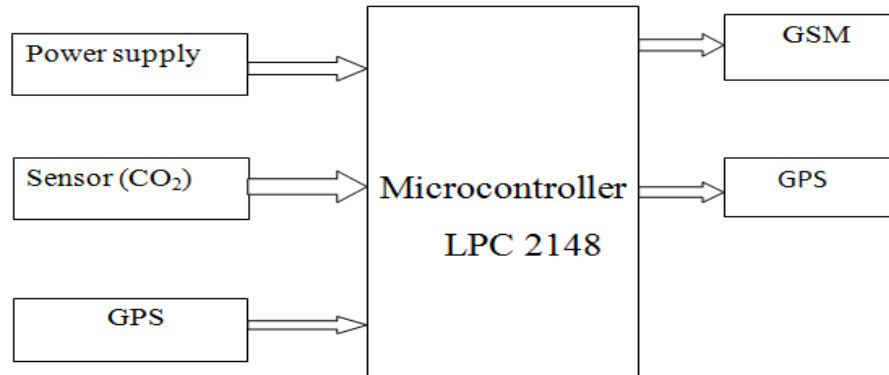 Power supply
Sensor (CO₂)
GPS
Microcontroller
LPC 2148
GSM
GPS